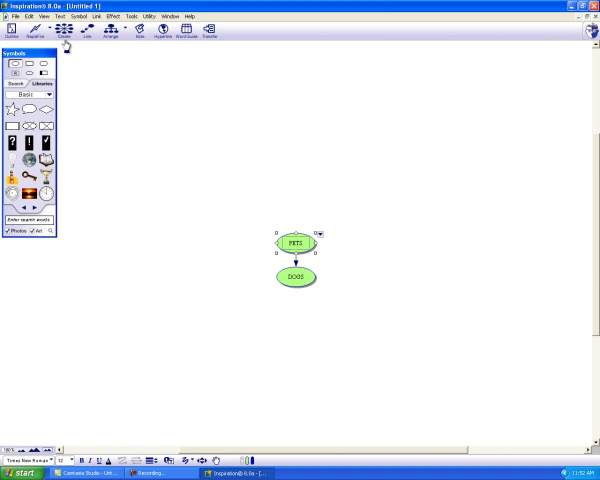 Inspiration® 8.0a - [Untitled 1]
File Edit View Text Symbol Link Effect Tools Utility Window Help
Outline RapidFire Create Link Arrange Note Hyperlink Word Guide Transfer
Symbols
Search Libraries
Basic
? ! ✓
Enter search words
Photos Art
PETS
DOGS
100%
Times New Roman 12 B I U A
start Camtasia Studio - Unt... Recording... Inspiration® 8.0a - [... 11:52 AM